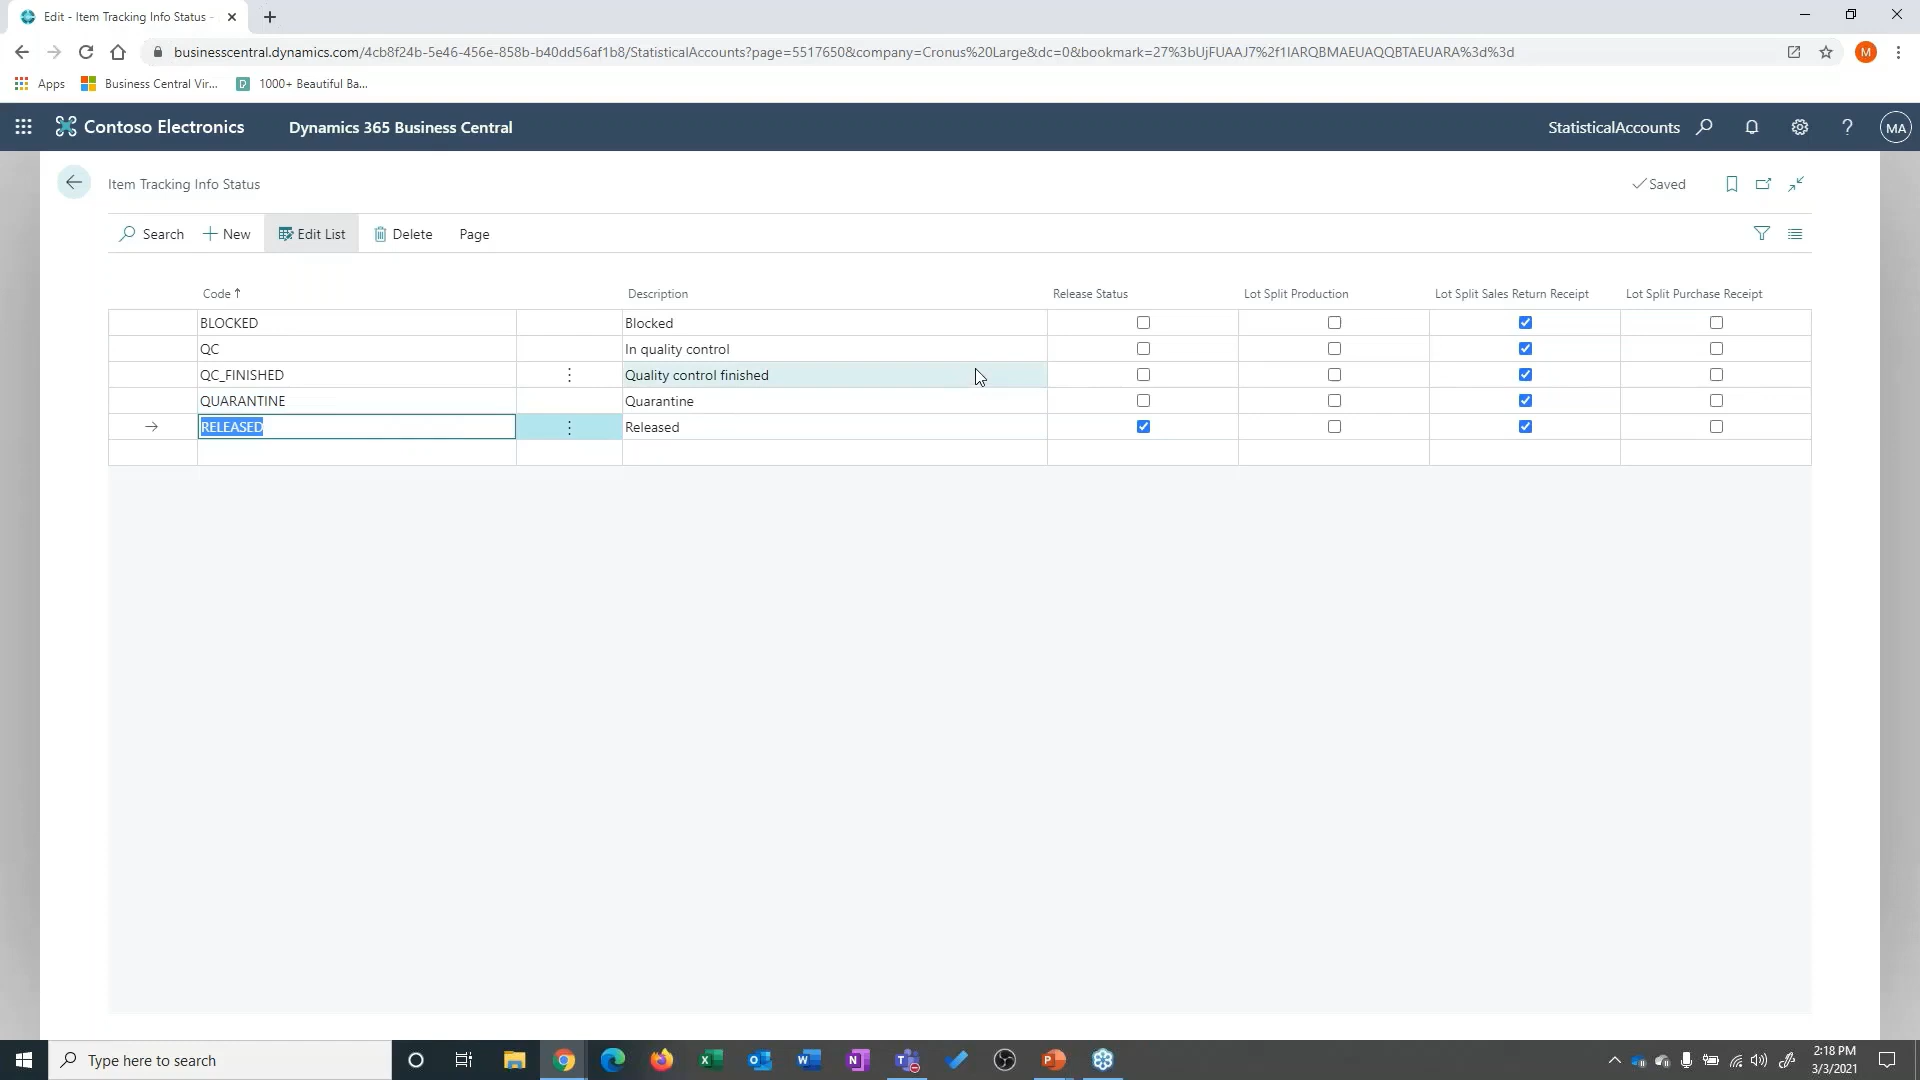 Edit - Item Tracking Info Status -
businesscentral.dynamics.com/4cb8f24b-5e46-456e-858b-b40dd56af1b8/StatisticalAccounts?page=5517650&company=Cronus%20Large&dc=0&bookmark=27%3bUjFUAAJ7%2f1IARQBMAEUAQQBTAEUARA%3d%3d
M
Apps Business Central Vir... 1000+ Beautiful Ba...
Contoso Electronics Dynamics 365 Business Central StatisticalAccounts ? MA
Item Tracking Info Status Saved
Search New Edit List Delete Page
Code Description Release Status Lot Split Production Lot Split Sales Return Receipt Lot Split Purchase Receipt
BLOCKED Blocked
QC In quality control
QC_FINISHED Quality control finished
QUARANTINE Quarantine
RELEASED Released
Type here to search
2:18 PM
3/3/2021